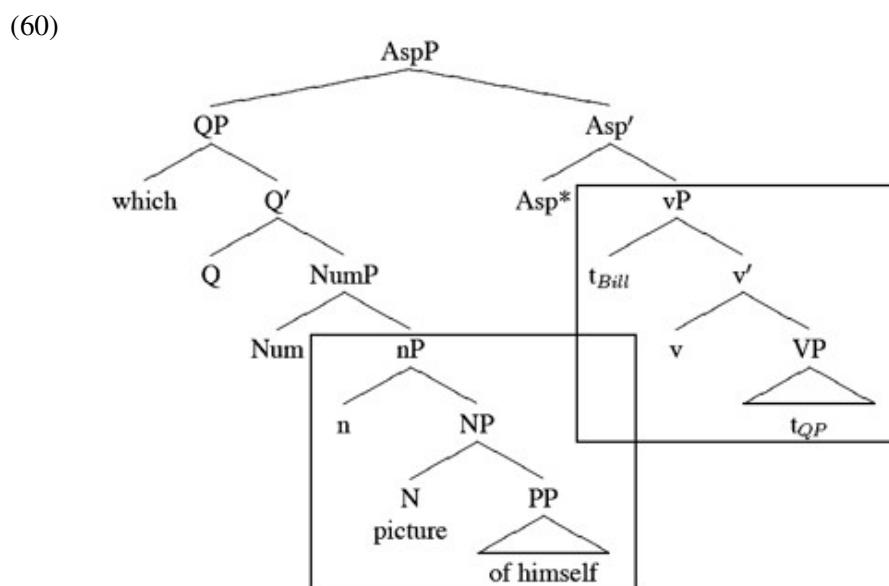 (60)
AspP
QP Asp′
which Q′ Asp* vP
Q NumP t_Bill v′
Num nP v VP
n NP t_QP
N PP
picture
of himself